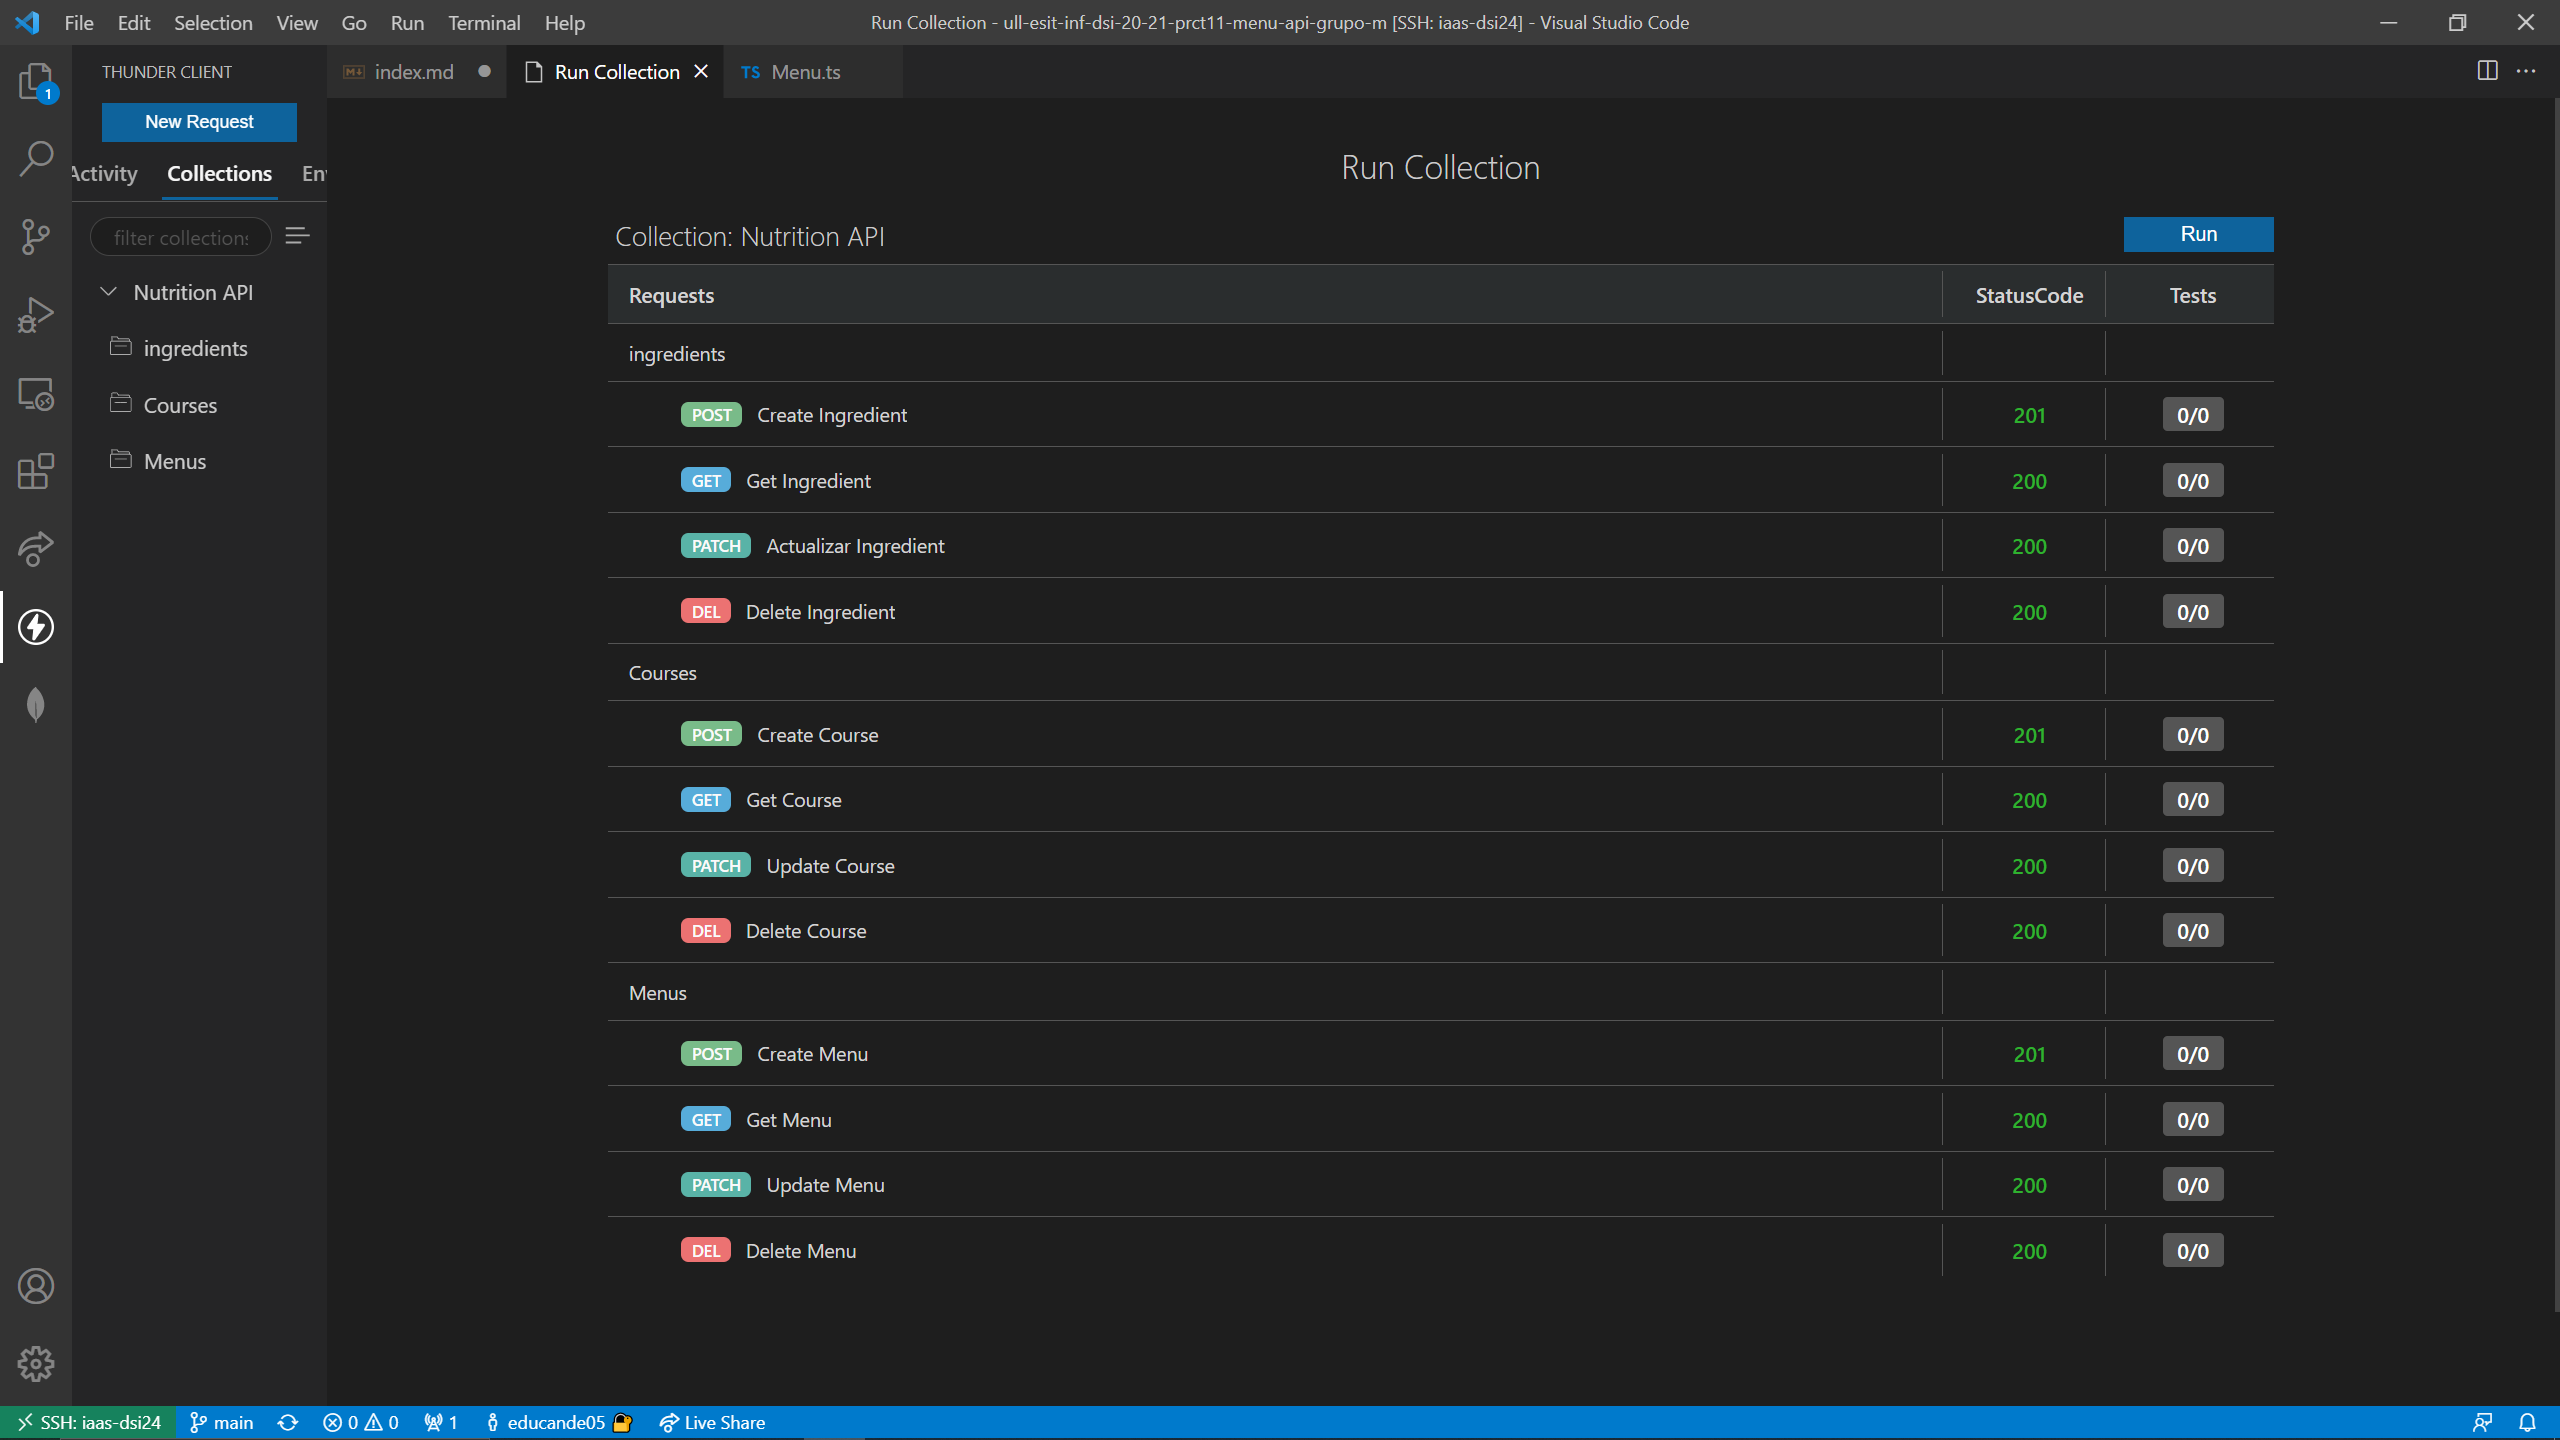 File Edit Selection View Go Run Terminal Help
Run Collection - ull-esit-inf-dsi-20-21-prct11-menu-api-grupo-m [SSH: iaas-dsi24] - Visual Studio Code
1
THUNDER CLIENT
New Request
Activity Collections En
filter collections
Nutrition API
ingredients
Courses
Menus
index.md
Run Collection
TS Menu.ts
Run Collection
Collection: Nutrition API
Run
Requests StatusCode Tests
ingredients
POST Create Ingredient 201 0/0
GET Get Ingredient 200 0/0
PATCH Actualizar Ingredient 200 0/0
DEL Delete Ingredient 200 0/0
Courses
POST Create Course 201 0/0
GET Get Course 200 0/0
PATCH Update Course 200 0/0
DEL Delete Course 200 0/0
Menus
POST Create Menu 201 0/0
GET Get Menu 200 0/0
PATCH Update Menu 200 0/0
DEL Delete Menu 200 0/0
SSH: iaas-dsi24 main 0 0 1 educande05 Live Share